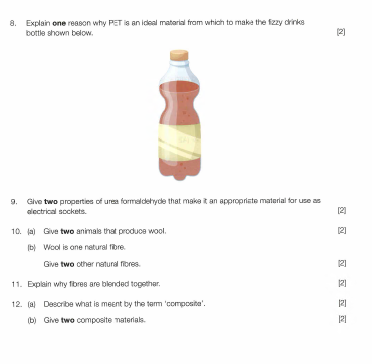 8. Explain one reason why PET is an ideal material from which to make the fizzy drinks
bottle shown below. [2]
9. Give two properties of urea formaldehyde that make it an appropriate material for use as
electrical sockets. [2]
10. (a) Give two animals that produce wool. [2]
(b) Wool is one natural fibre.
Give two other natural fibres. [2]
11. Explain why fibres are blended together. [2]
12. (a) Describe what is meant by the term 'composite'. [2]
(b) Give two composite materials. [2]